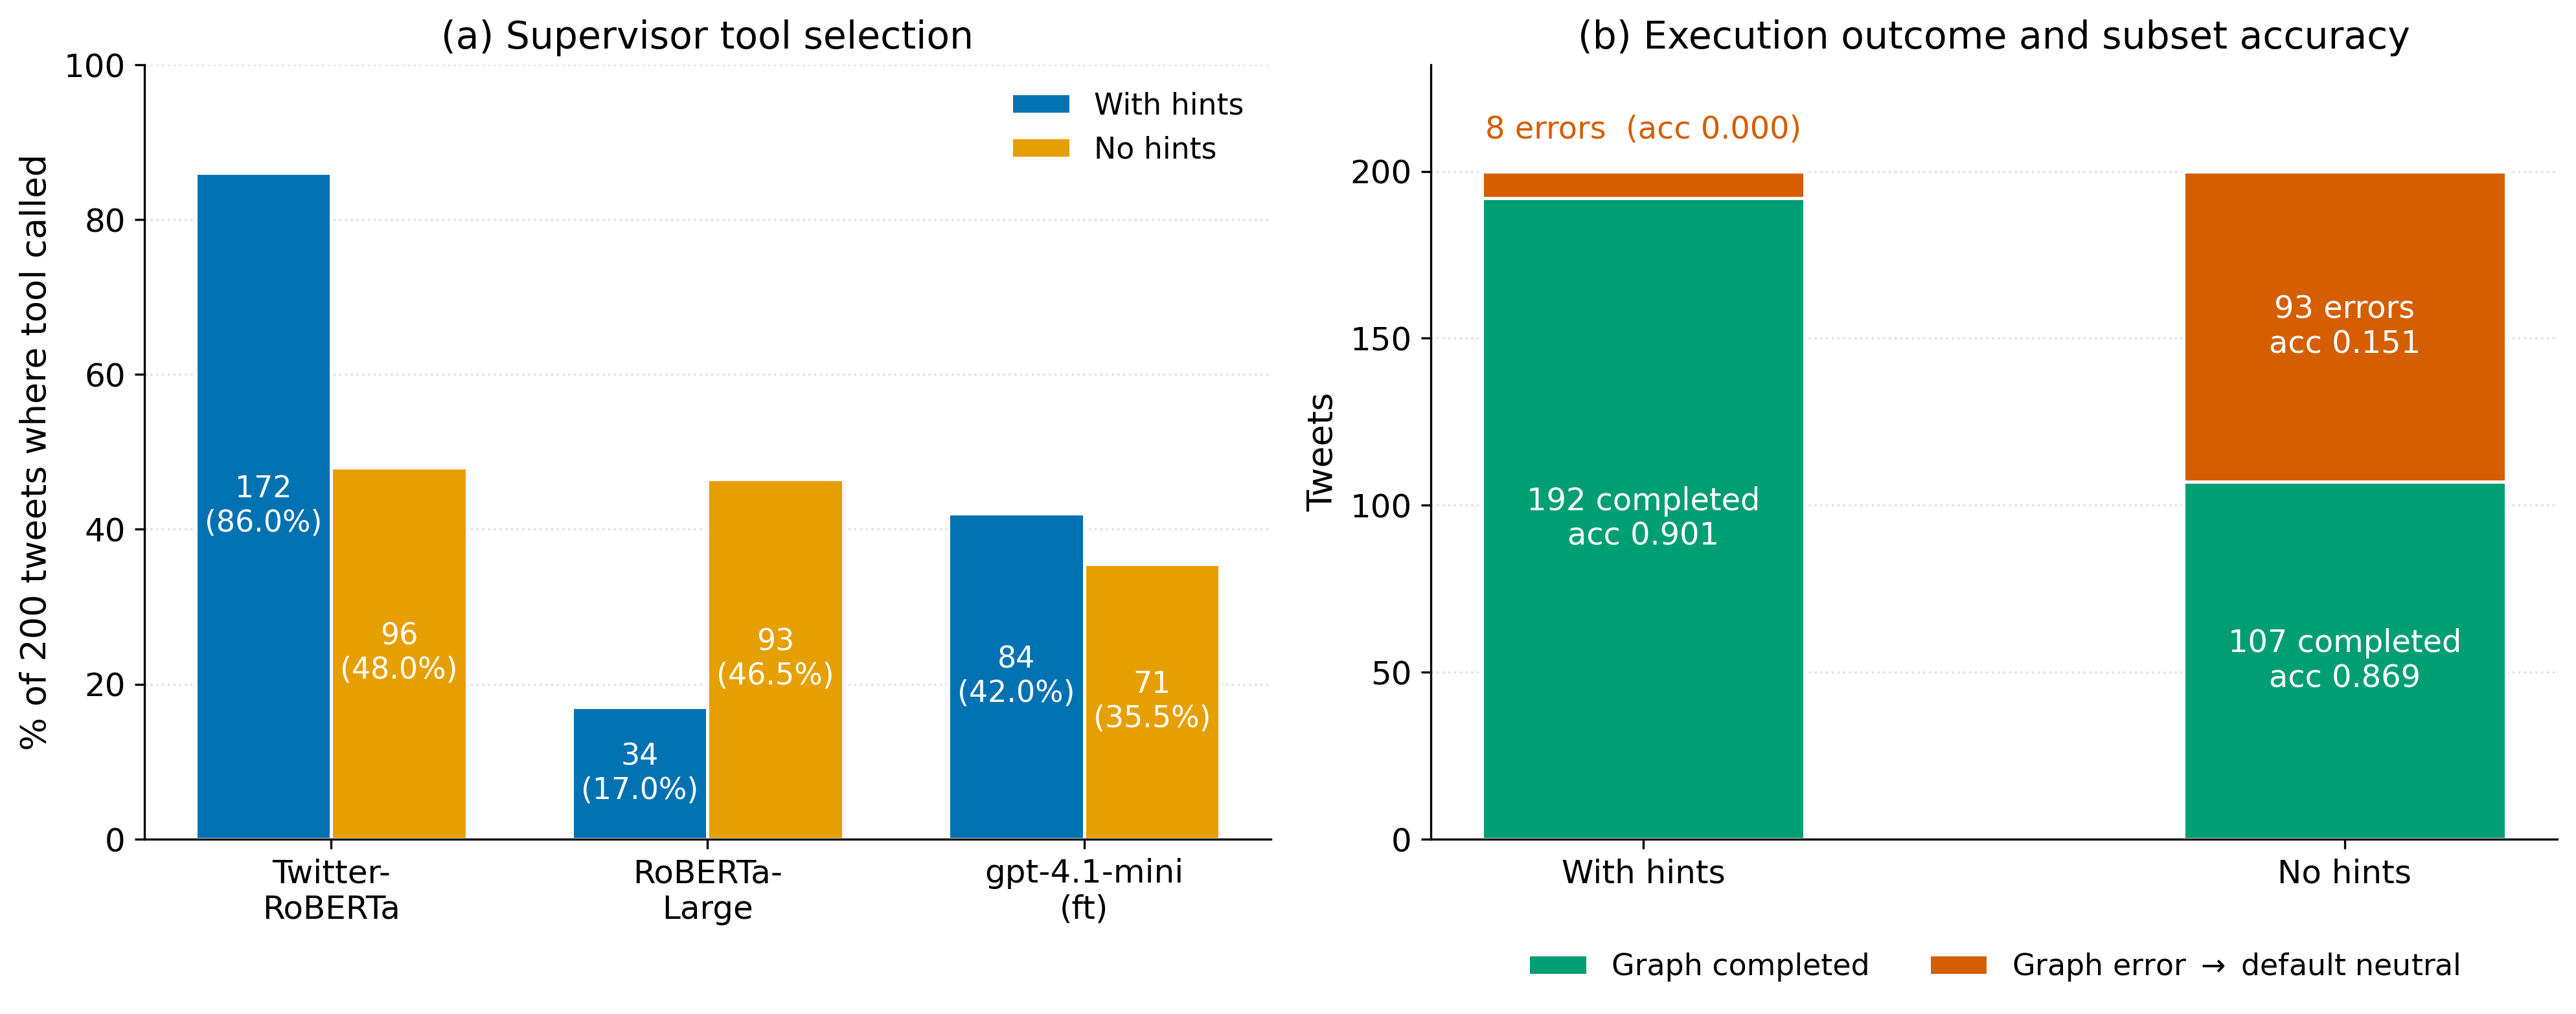 (a) Supervisor tool selection
% of 200 tweets where tool called
100
80
60
40
20
0
With hints
No hints
172
(86.0%)
96
(48.0%)
34
(17.0%)
93
(46.5%)
84
(42.0%)
71
(35.5%)
Twitter-
RoBERTa
RoBERTa-
Large
gpt-4.1-mini
(ft)
(b) Execution outcome and subset accuracy
Tweets
200
150
100
50
0
8 errors (acc 0.000)
192 completed
acc 0.901
93 errors
acc 0.151
107 completed
acc 0.869
With hints
No hints
Graph completed
Graph error → default neutral